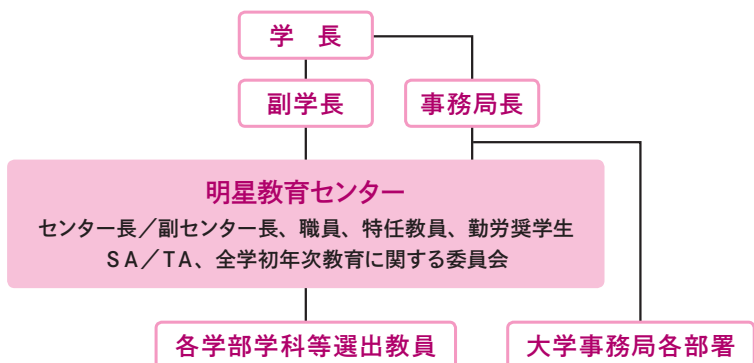 学 長
副学長
事務局長
明星教育センター
センター長／副センター長、職員、特任教員、勤労奨学生
SA／TA、全学初年次教育に関する委員会
各学部学科等選出教員
大学事務局各部署